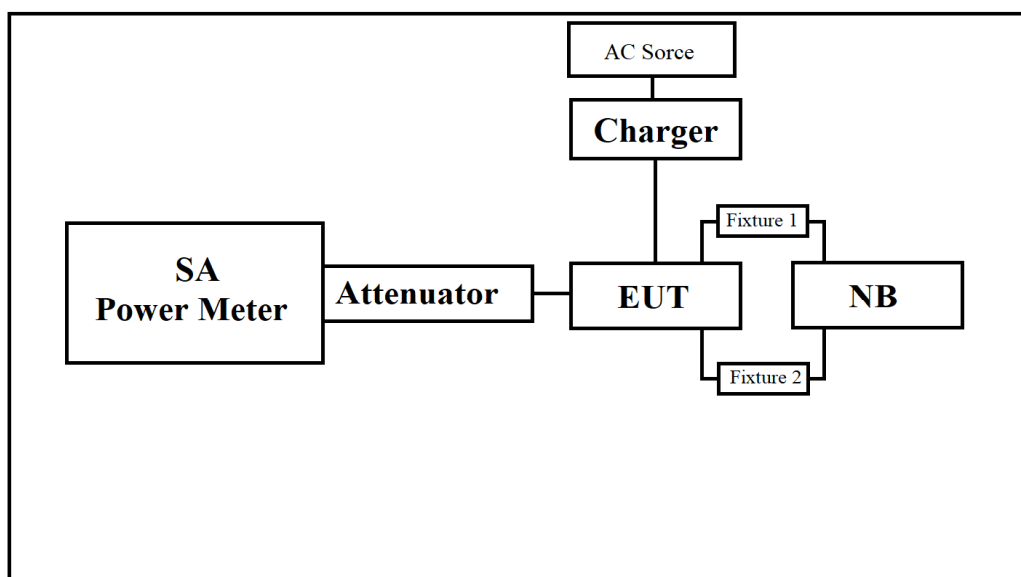 AC Sorce
Charger
Fixture 1
SA
Power Meter
Attenuator
EUT
NB
Fixture 2